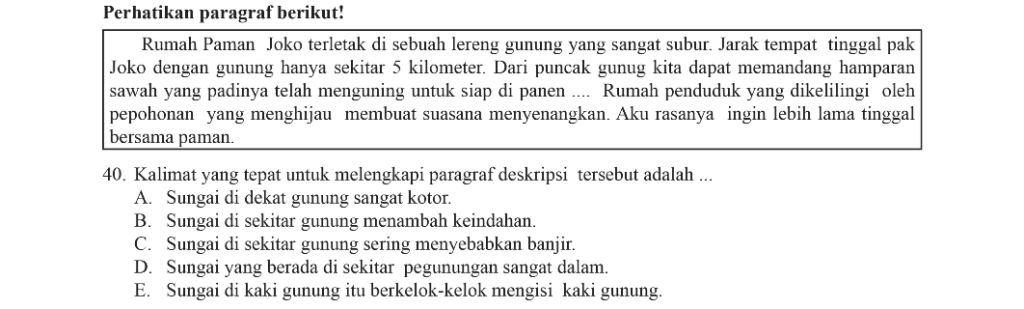 Perhatikan paragraf berikut!
Rumah Paman Joko terletak di sebuah lereng gunung yang sangat subur. Jarak tempat tinggal pak
Joko dengan gunung hanya sekitar 5 kilometer. Dari puncak gunug kita dapat memandang hamparan
sawah yang padinya telah menguning untuk siap di panen .... Rumah penduduk yang dikelilingi oleh
pepohonan yang menghijau membuat suasana menyenangkan. Aku rasanya ingin lebih lama tinggal
bersama paman.
40. Kalimat yang tepat untuk melengkapi paragraf deskripsi tersebut adalah ...
A. Sungai di dekat gunung sangat kotor.
B. Sungai di sekitar gunung menambah keindahan.
C. Sungai di sekitar gunung sering menyebabkan banjir.
D. Sungai yang berada di sekitar pegunungan sangat dalam.
E. Sungai di kaki gunung itu berkelok-kelok mengisi kaki gunung.